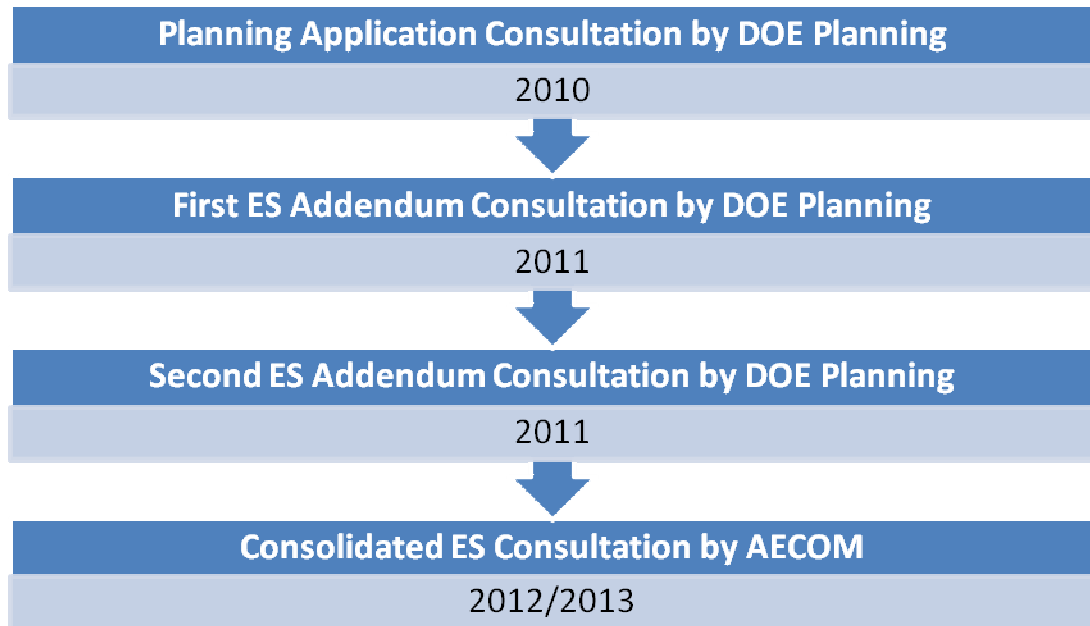 Planning Application Consultation by DOE Planning
2010
First ES Addendum Consultation by DOE Planning
2011
Second ES Addendum Consultation by DOE Planning
2011
Consolidated ES Consultation by AECOM
2012/2013